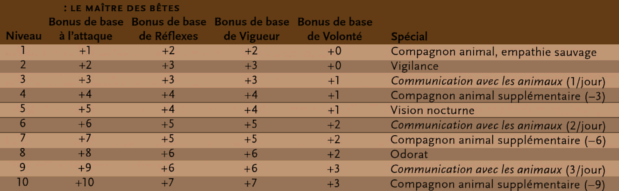 : LE MAÎTRE DES BÊTES
Bonus de base Bonus de base Bonus de base Bonus de base
Niveau à l'attaque de Réflexes de Vigueur de Volonté Spécial
1 +1 +2 +2 +0 Compagnon animal, empathie sauvage
2 +2 +3 +3 +0 Vigilance
3 +3 +3 +3 +1 Communication avec les animaux (1/jour)
4 +4 +4 +4 +1 Compagnon animal supplémentaire (–3)
5 +5 +4 +4 +1 Vision nocturne
6 +6 +5 +5 +2 Communication avec les animaux (2/jour)
7 +7 +5 +5 +2 Compagnon animal supplémentaire (–6)
8 +8 +6 +6 +2 Odorat
9 +9 +6 +6 +3 Communication avec les animaux (3/jour)
10 +10 +7 +7 +3 Compagnon animal supplémentaire (–9)